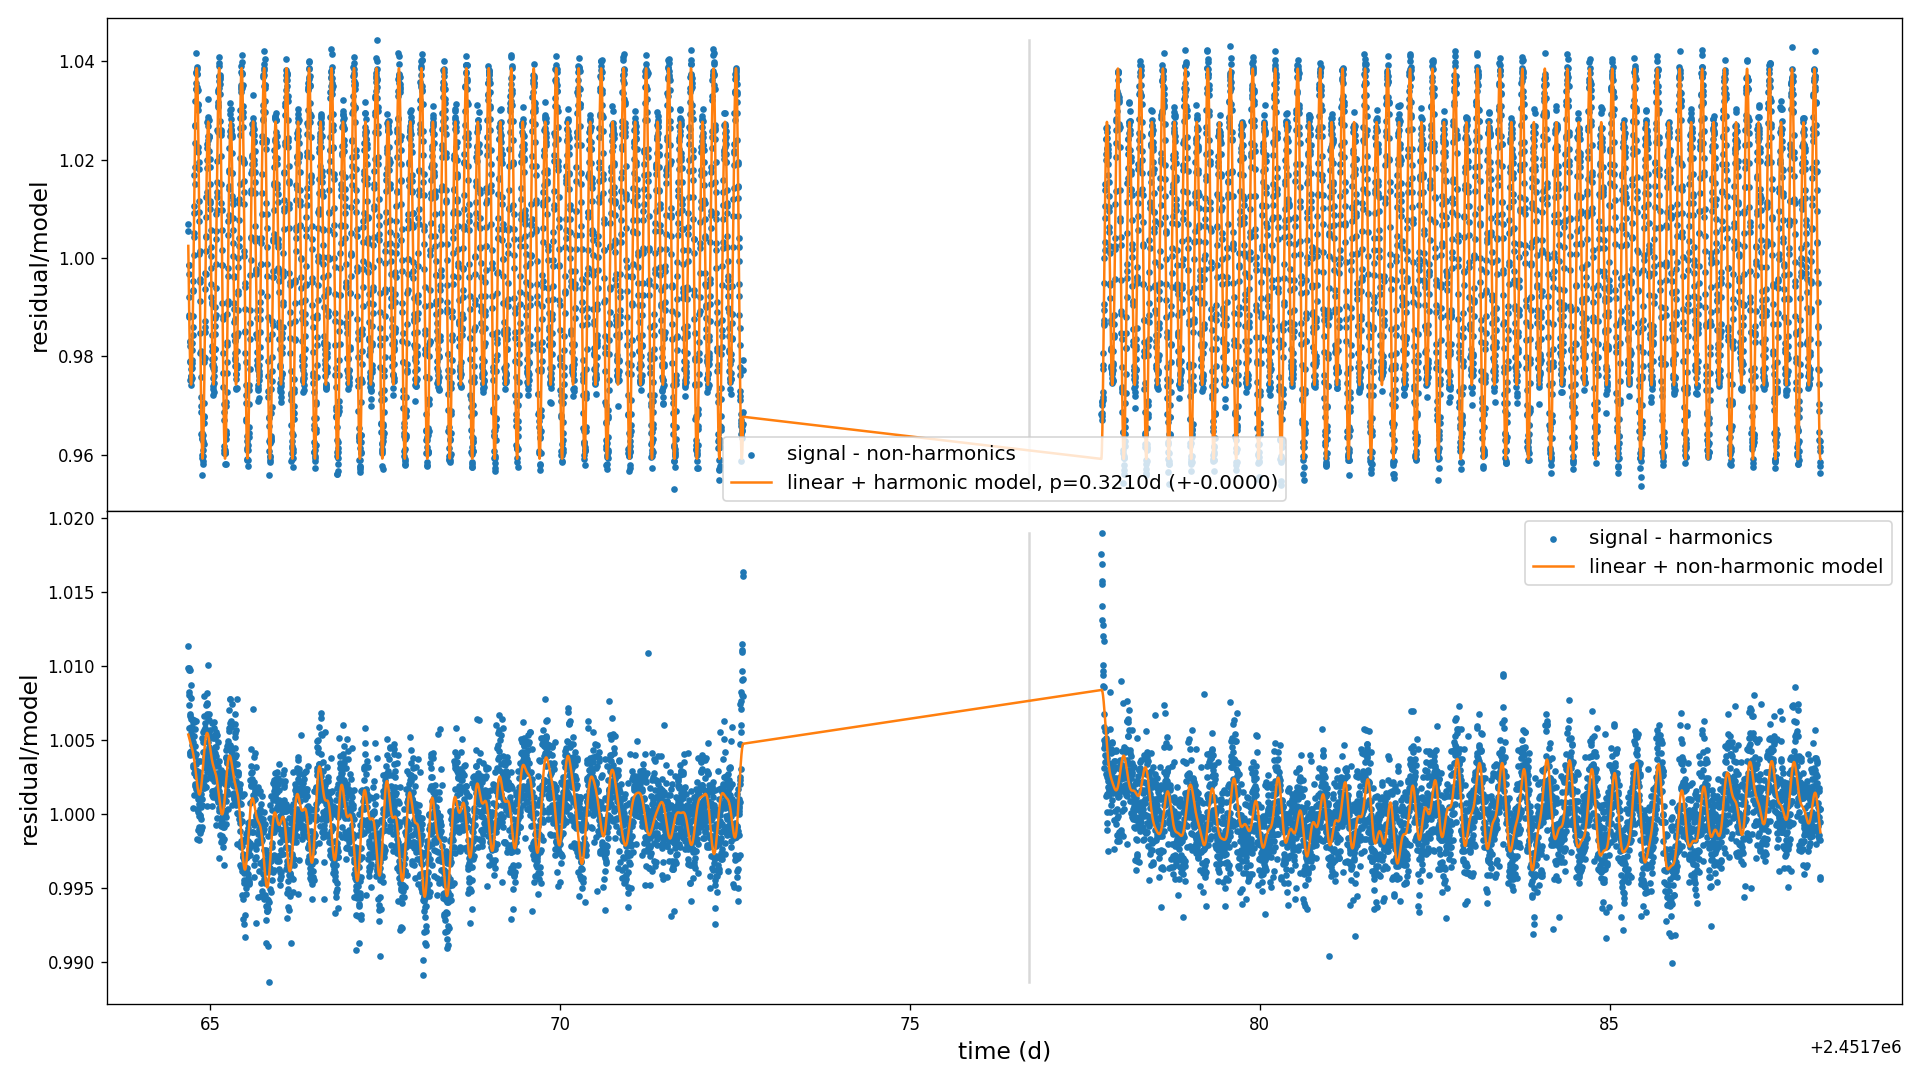 1.04
1.02
1.00
0.98
0.96
residual/model
signal - non-harmonics
linear + harmonic model, p=0.3210d (+-0.0000)
1.020
1.015
1.010
1.005
1.000
0.995
0.990
residual/model
signal - harmonics
linear + non-harmonic model
65 70 75 80 85
time (d)
+2.4517e6